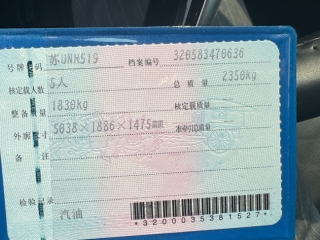 号牌号码 苏UNH519 档案编号 320583470636
核定载人数 5人 总质量 2350kg
整备质量 1830kg 核定载质量
外廓尺寸 5038×1886×1475mm 准牵引总质量
备注
检验记录
汽油
*3200035381527*